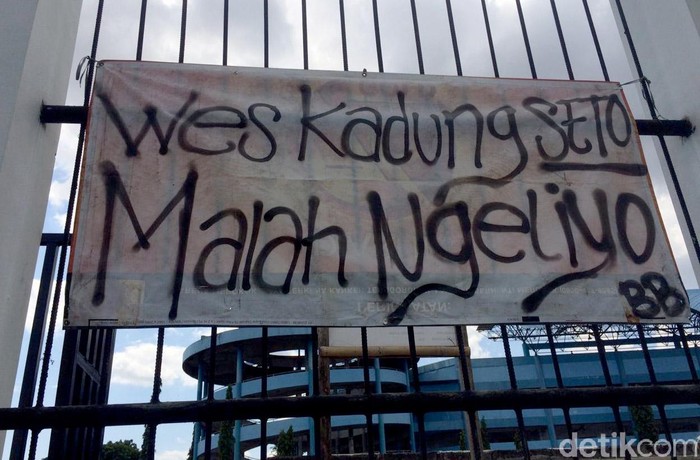 Wes Kadung SETO
Malah Ngeliyo
BB
detikcom